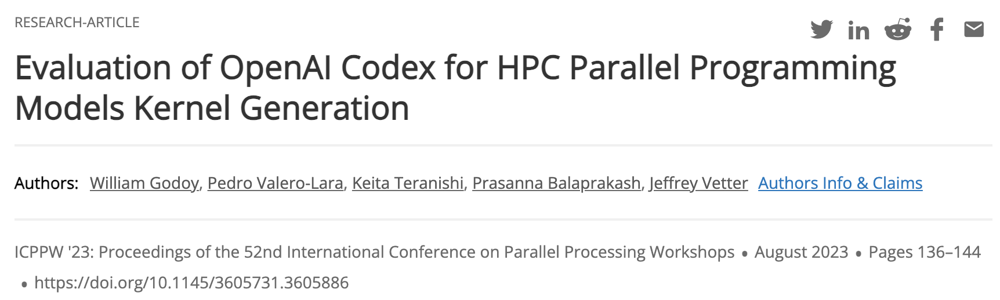 RESEARCH-ARTICLE
Evaluation of OpenAI Codex for HPC Parallel Programming
Models Kernel Generation
Authors: William Godoy, Pedro Valero-Lara, Keita Teranishi, Prasanna Balaprakash, Jeffrey Vetter Authors Info & Claims
ICPPW '23: Proceedings of the 52nd International Conference on Parallel Processing Workshops • August 2023 • Pages 136–144
• https://doi.org/10.1145/3605731.3605886